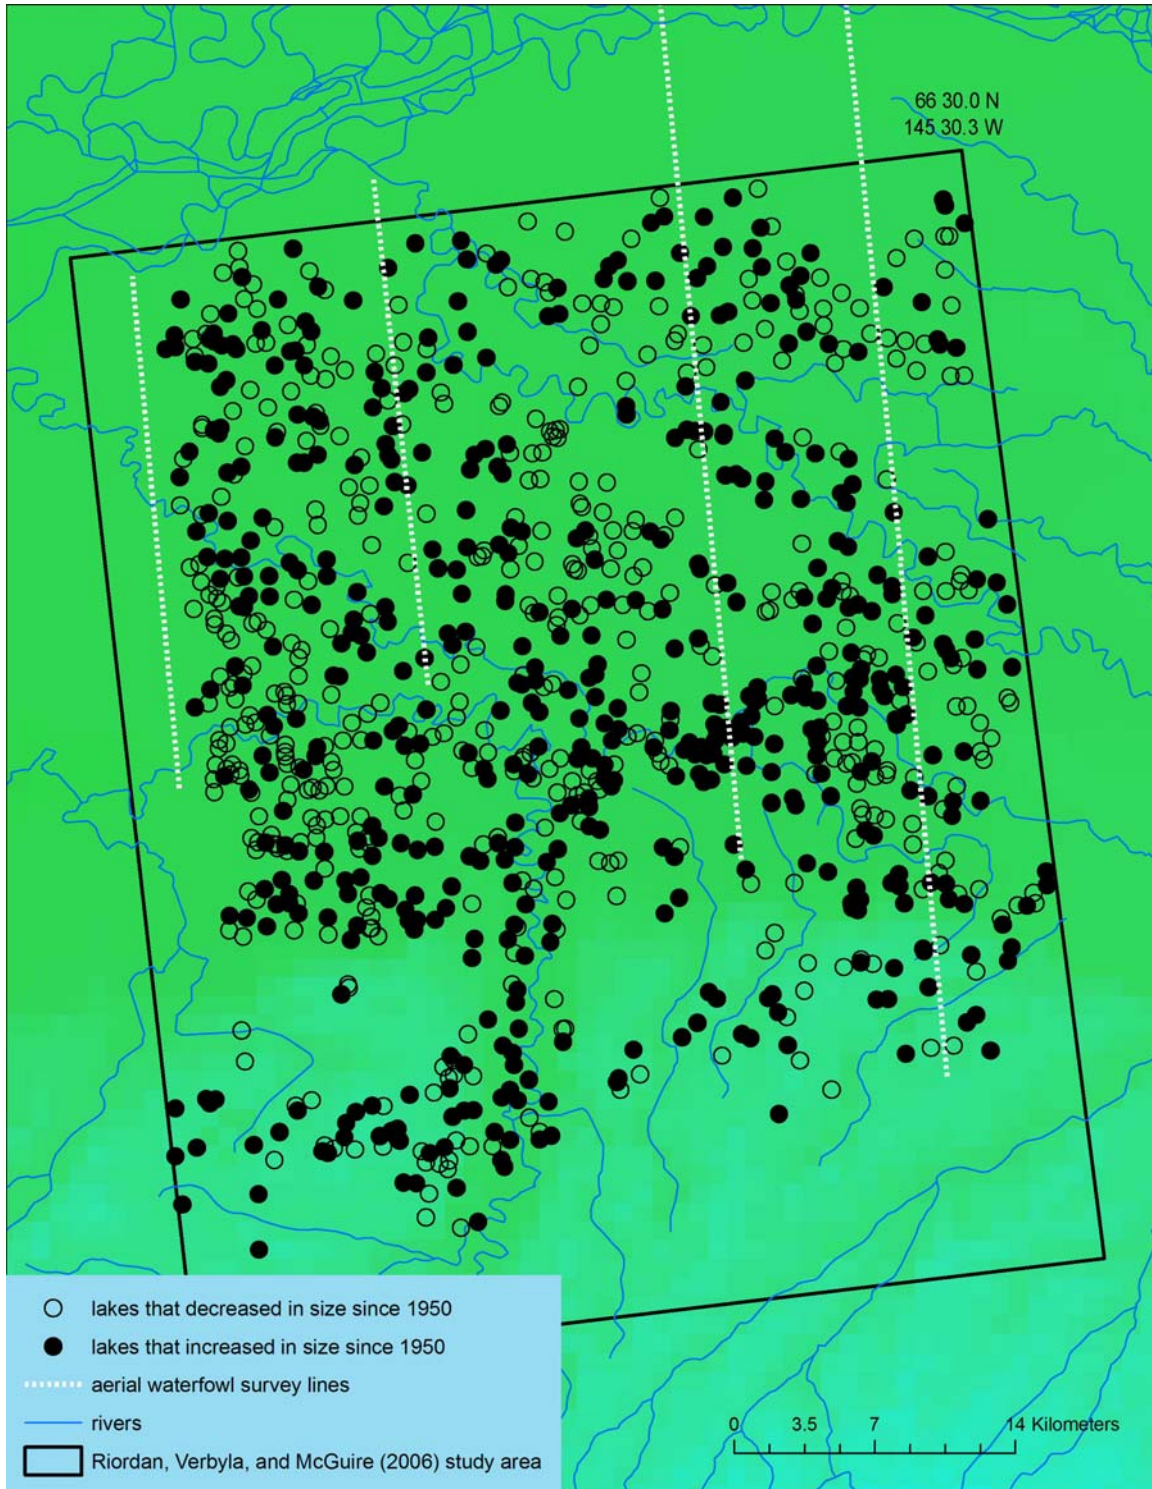 66 30.0 N
145 30.3 W
lakes that decreased in size since 1950
lakes that increased in size since 1950
aerial waterfowl survey lines
rivers
Riordan, Verbyla, and McGuire (2006) study area
0 3.5 7 14 Kilometers